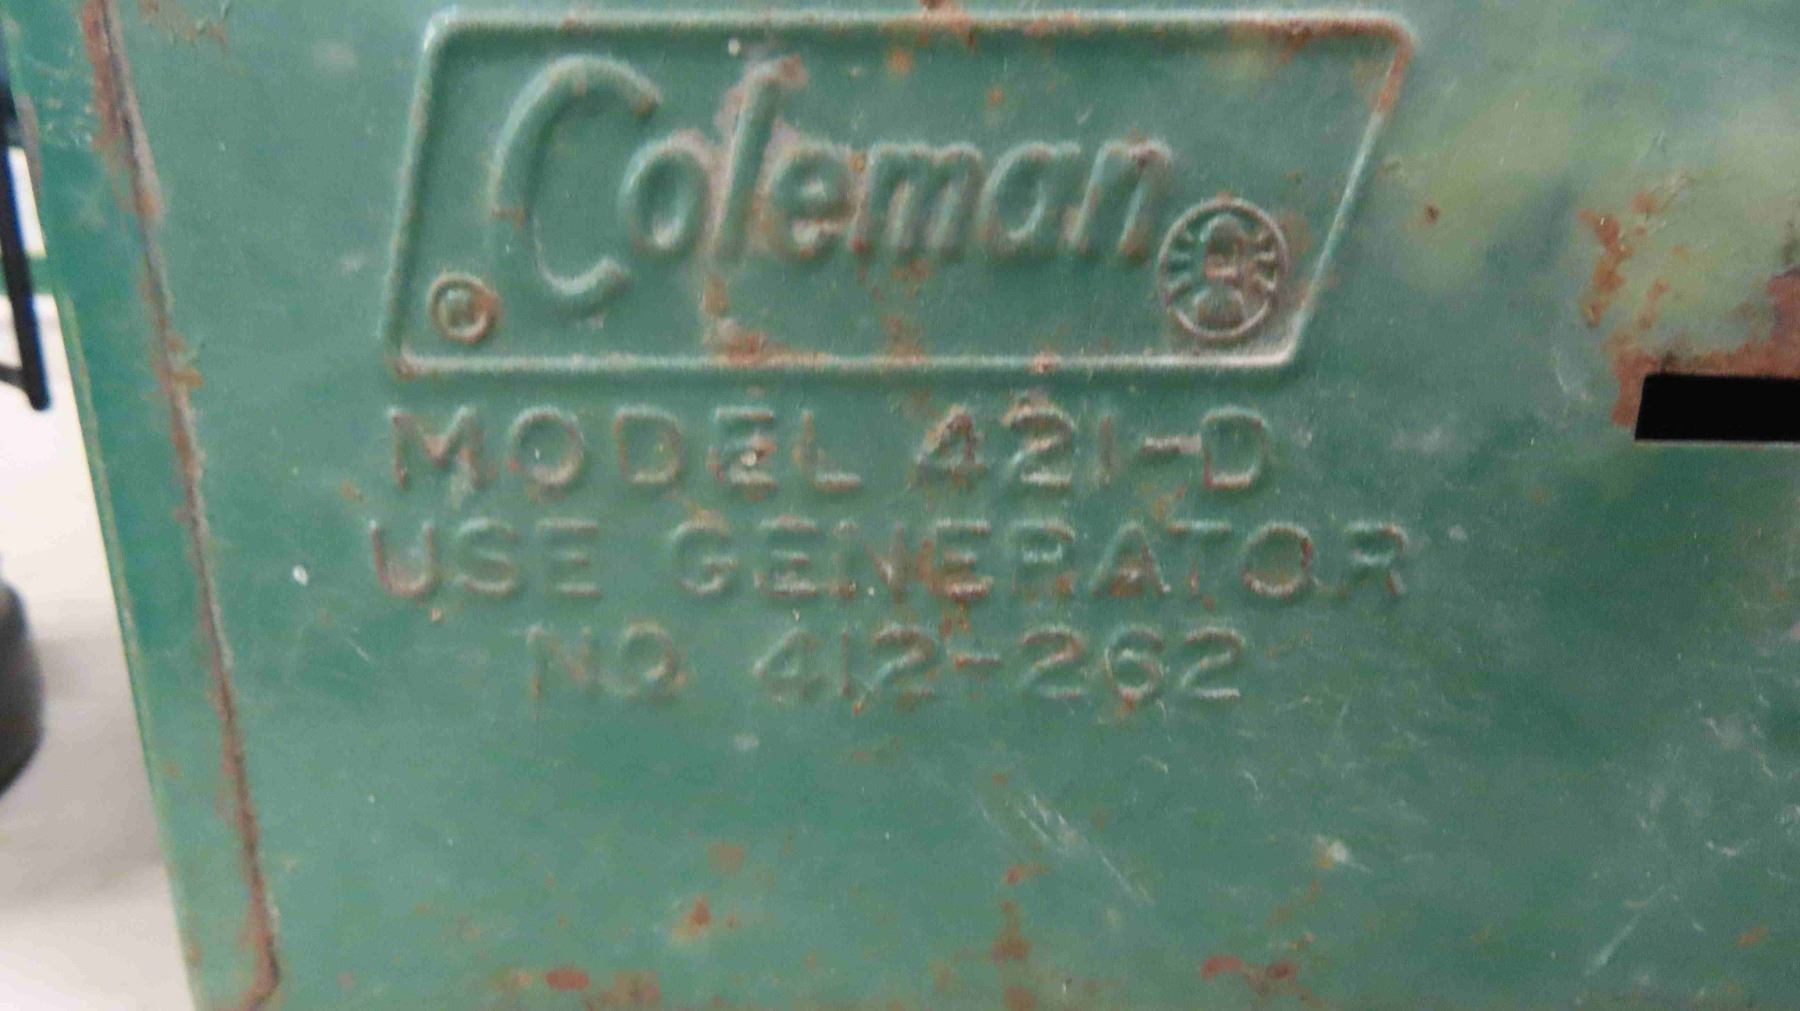 Coleman
®
MODEL 421-D
USE GENERATOR
NO. 412-262